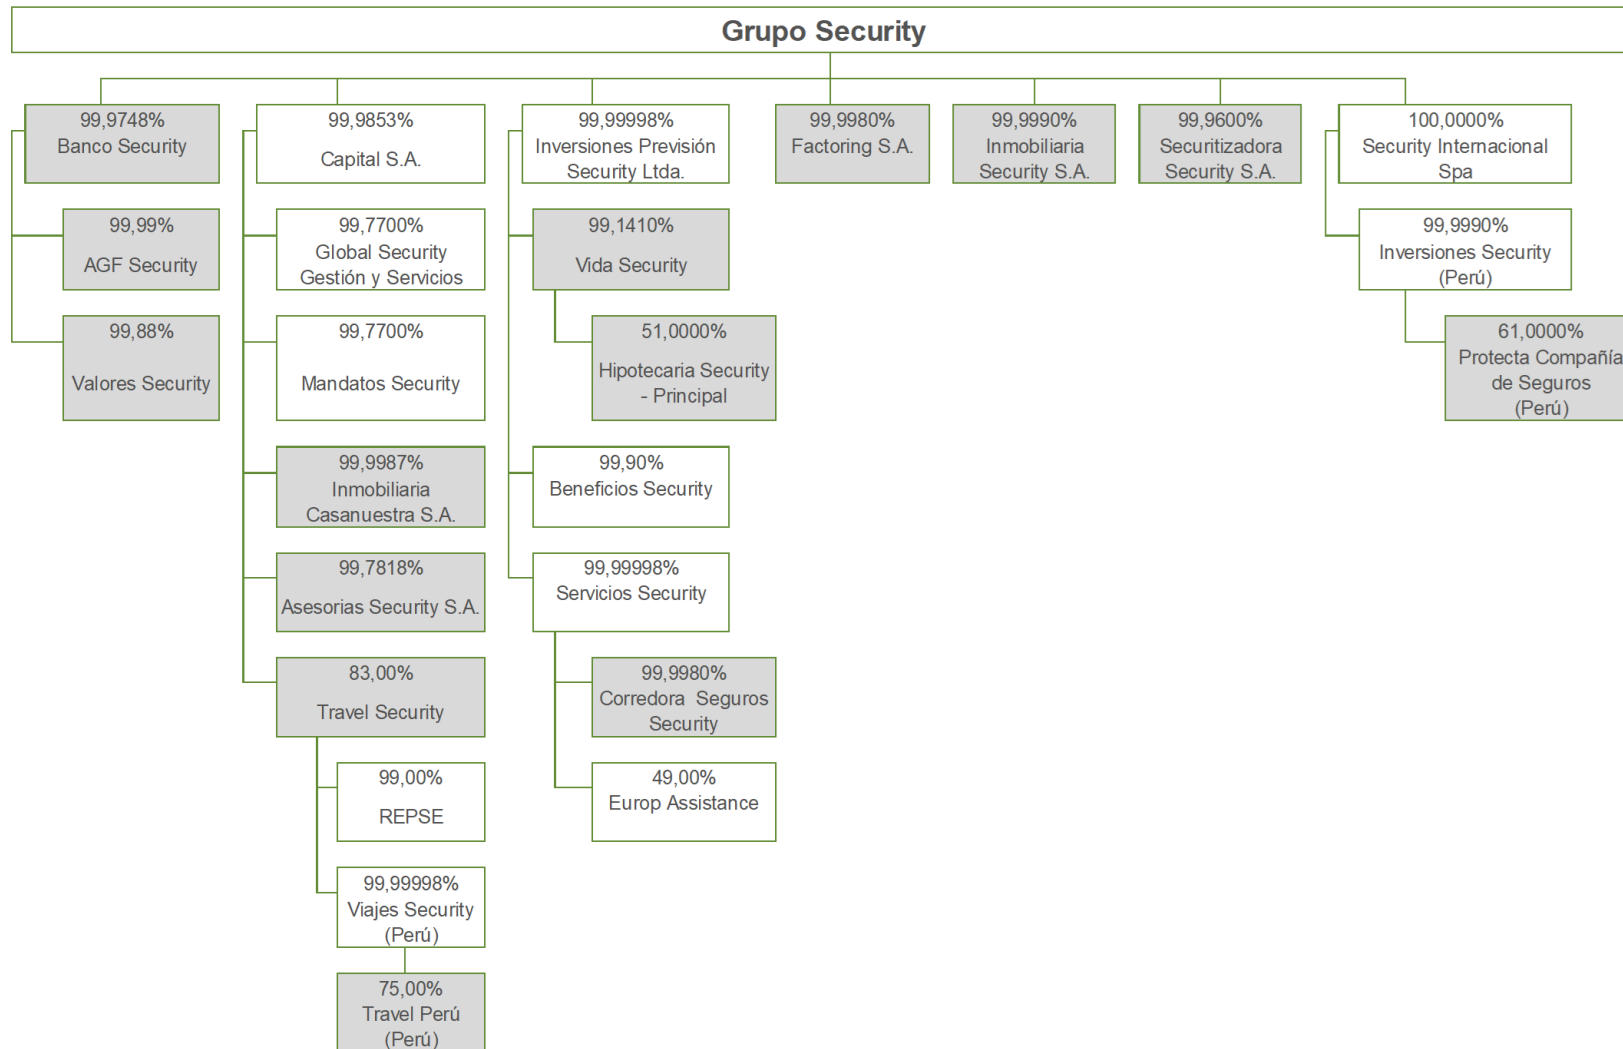 Grupo Security
99,9748%
Banco Security
99,99%
AGF Security
99,88%
Valores Security
99,9853%
Capital S.A.
99,7700%
Global Security
Gestión y Servicios
99,7700%
Mandatos Security
99,9987%
Inmobiliaria
Casanuestra S.A.
99,7818%
Asesorias Security S.A.
83,00%
Travel Security
99,00%
REPSE
99,99998%
Viajes Security
(Perú)
75,00%
Travel Perú
(Perú)
99,99998%
Inversiones Previsión
Security Ltda.
99,1410%
Vida Security
51,0000%
Hipotecaria Security
- Principal
99,90%
Beneficios Security
99,99998%
Servicios Security
99,9980%
Corredora Seguros
Security
49,00%
Europ Assistance
99,9980%
Factoring S.A.
99,9990%
Inmobiliaria
Security S.A.
99,9600%
Securitizadora
Security S.A.
100,0000%
Security Internacional
Spa
99,9990%
Inversiones Security
(Perú)
61,0000%
Protecta Compañía
de Seguros
(Perú)